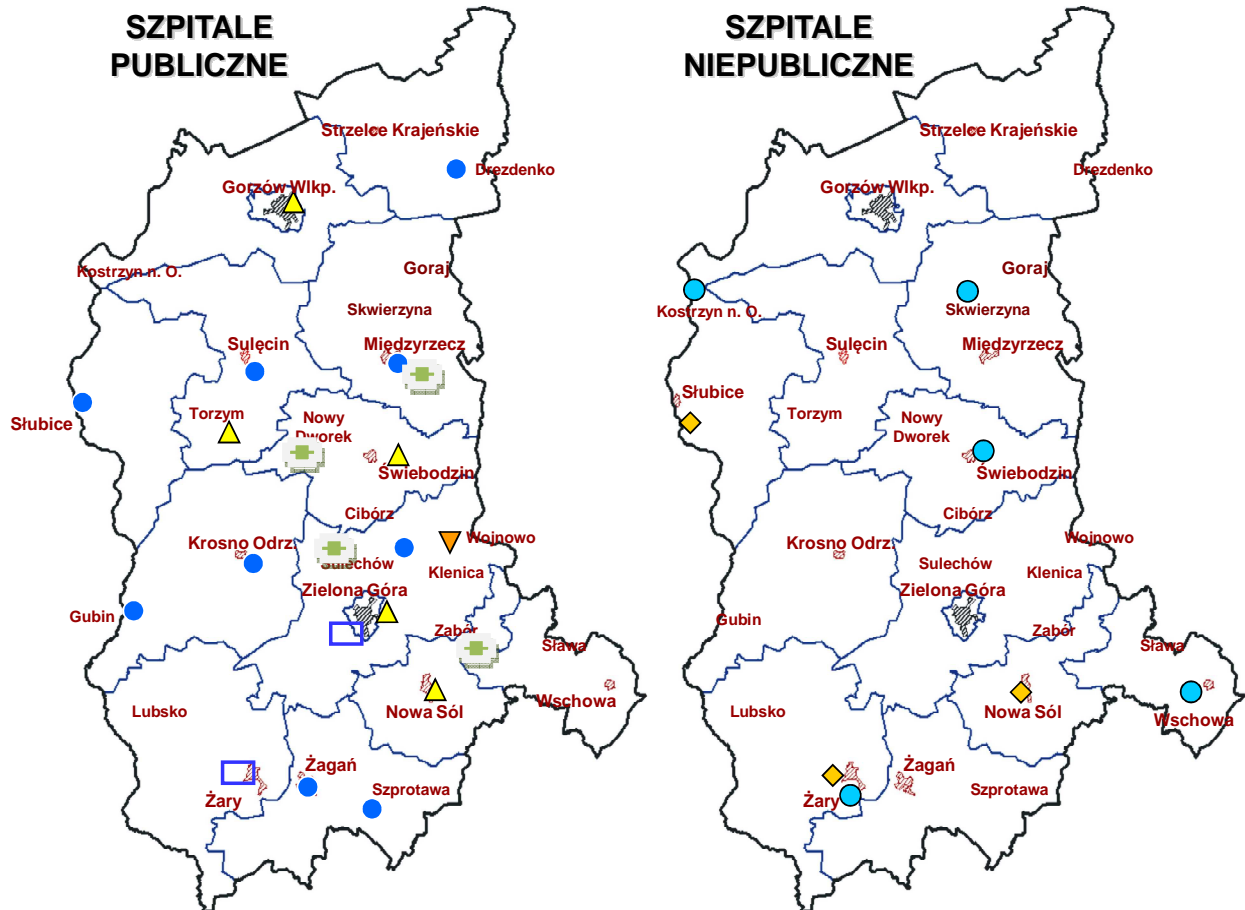 SZPITALE
PUBLICZNE
Strzelce Krajeńskie
Drezdenko
Gorzów Wlkp.
Kostrzyn n. O.
Goraj
Skwierzyna
Sulęcin
Międzyrzecz
Słubice
Torzym
Nowy
Dworek
Świebodzin
Cibórz
Krosno Odrz.
Wojnowo
Sulechów
Klenica
Zielona Góra
Gubin
Zabór
Sława
Lubsko
Nowa Sól
Wschowa
Żagań
Żary
Szprotawa
SZPITALE
NIEPUBLICZNE
Strzelce Krajeńskie
Drezdenko
Gorzów Wlkp.
Goraj
Kostrzyn n. O.
Skwierzyna
Sulęcin
Międzyrzecz
Słubice
Torzym
Nowy
Dworek
Świebodzin
Cibórz
Krosno Odrz.
Wojnowo
Sulechów
Klenica
Zielona Góra
Gubin
Zabór
Sława
Lubsko
Nowa Sól
Wschowa
Żagań
Żary
Szprotawa